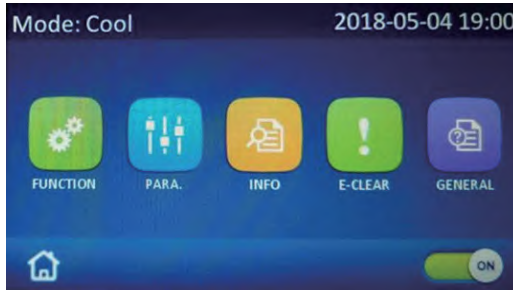 Mode: Cool 2018-05-04 19:00
FUNCTION PARA. INFO E-CLEAR GENERAL
ON